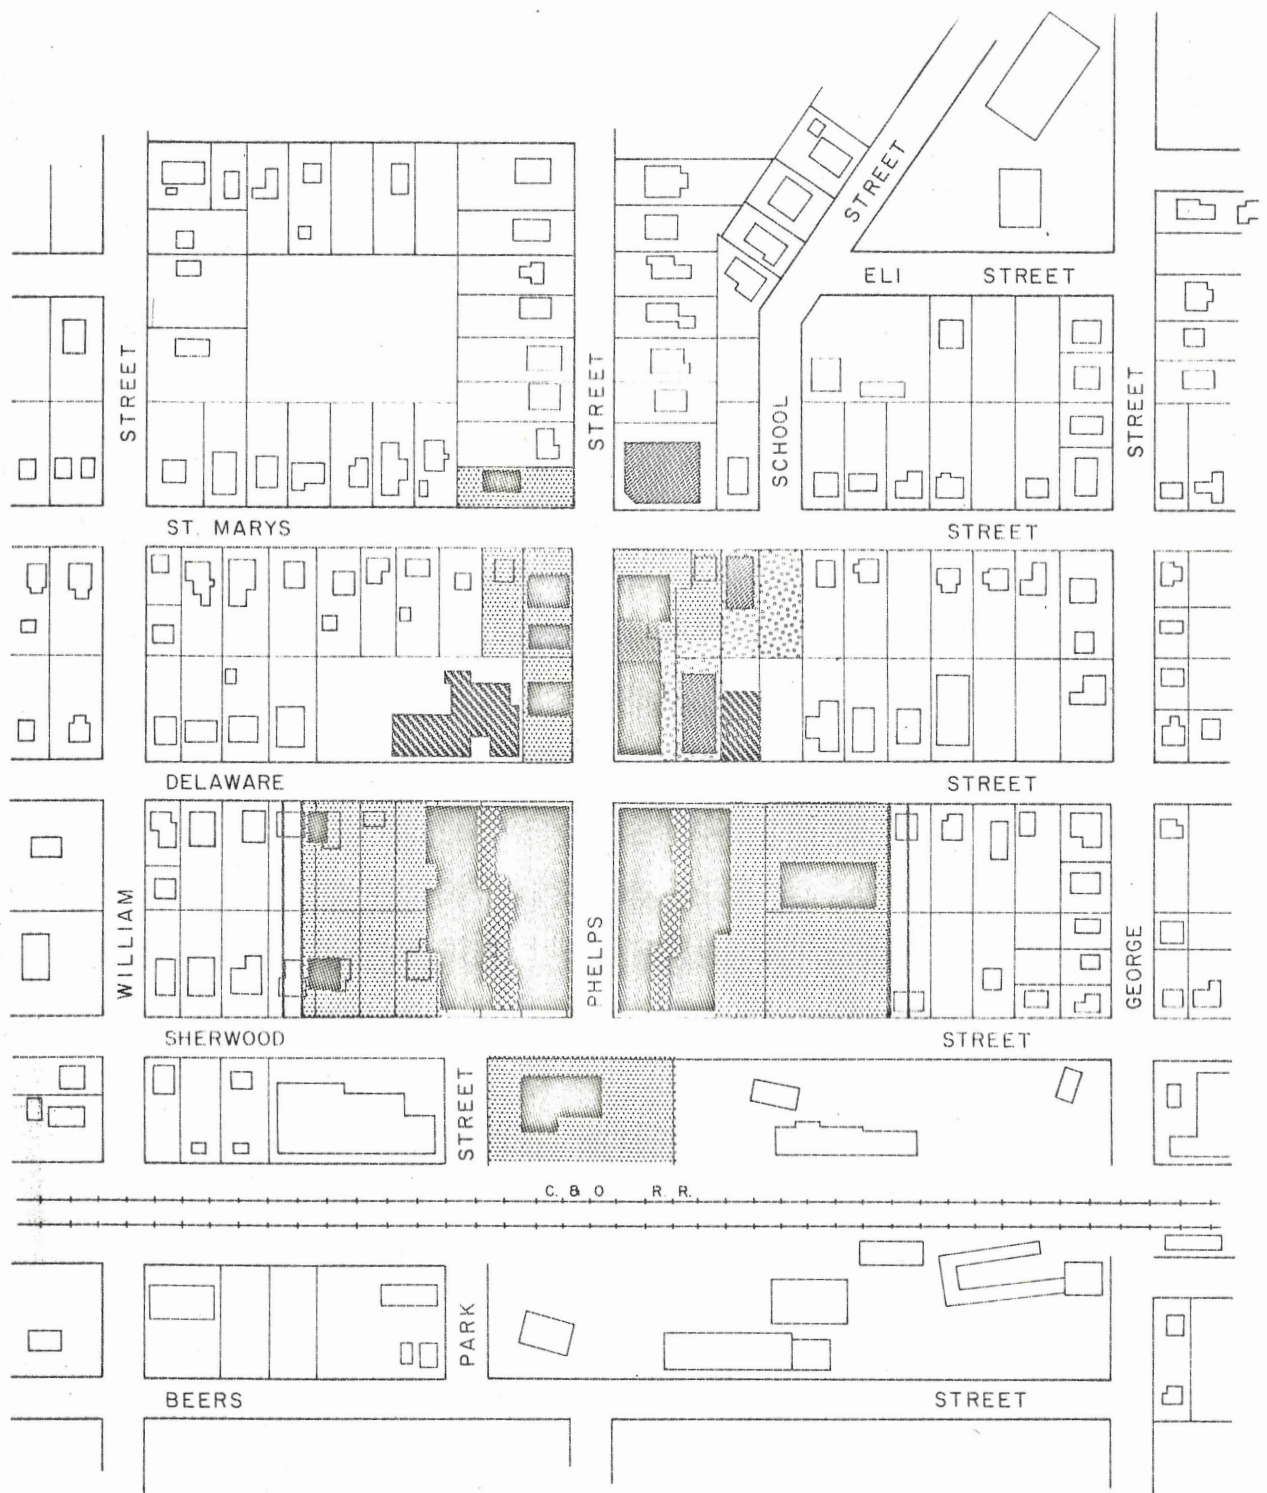 STREET
ELI STREET
STREET
STREET
SCHOOL
STREET
ST. MARYS STREET
DELAWARE STREET
WILLIAM
PHELPS
GEORGE
SHERWOOD STREET
STREET
C. & O R. R.
PARK
BEERS STREET